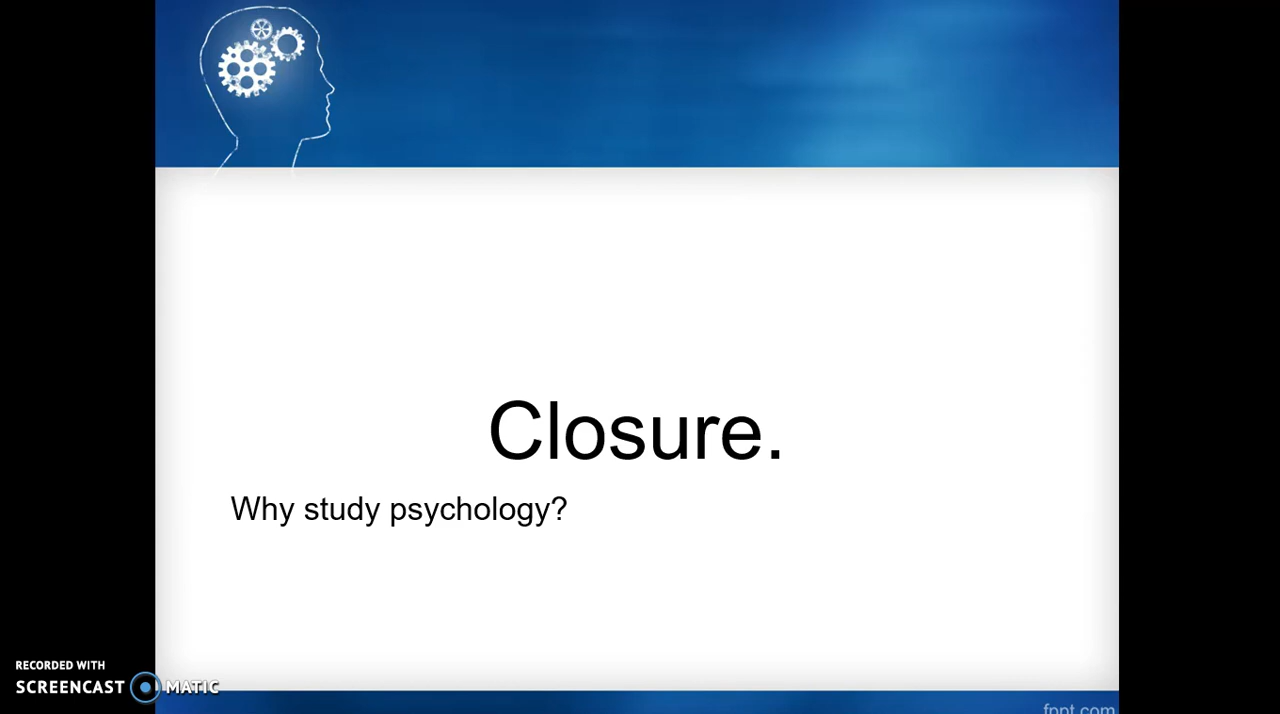 Closure.
Why study psychology?
RECORDED WITH
SCREENCAST MATIC
fppt.com